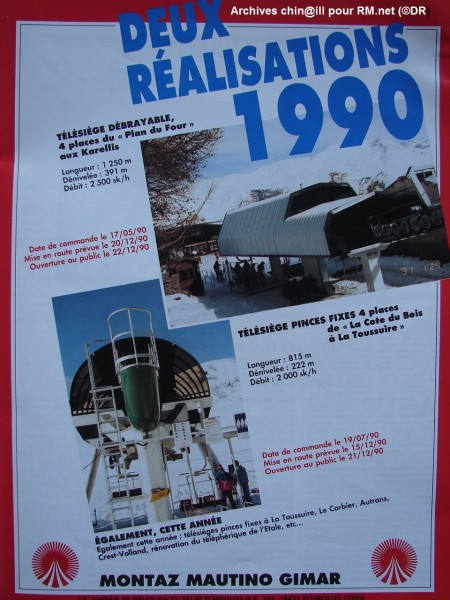 Archives chin@ill pour RM.net (©DR
DEUX
RÉALISATIONS
1990
TÉLÉSIÈGE DÉBRAYABLE,
4 places du « Plan du Four »
aux Karellis
Longueur : 1 250 m
Dénivelée : 391 m
Débit : 2 500 sk/h
Date de commande le 17/05/90
Mise en route prévue le 20/12/90
Ouverture au public le 22/12/90
TÉLÉSIÈGE PINCES FIXES 4 places
de « La Cote du Bois
à La Toussuire »
Longueur : 815 m
Dénivelée : 222 m
Débit : 2 000 sk/h
Date de commande le 19/07/90
Mise en route prévue le 15/12/90
Ouverture au public le 21/12/90
ÉGALEMENT, CETTE ANNÉE
Egalement cette année ; télésièges pinces fixes à La Toussuire, Le Corbier, Autrans,
Crest-Volland, rénovation du téléphérique de l'Etale, etc...
MONTAZ MAUTINO GIMAR